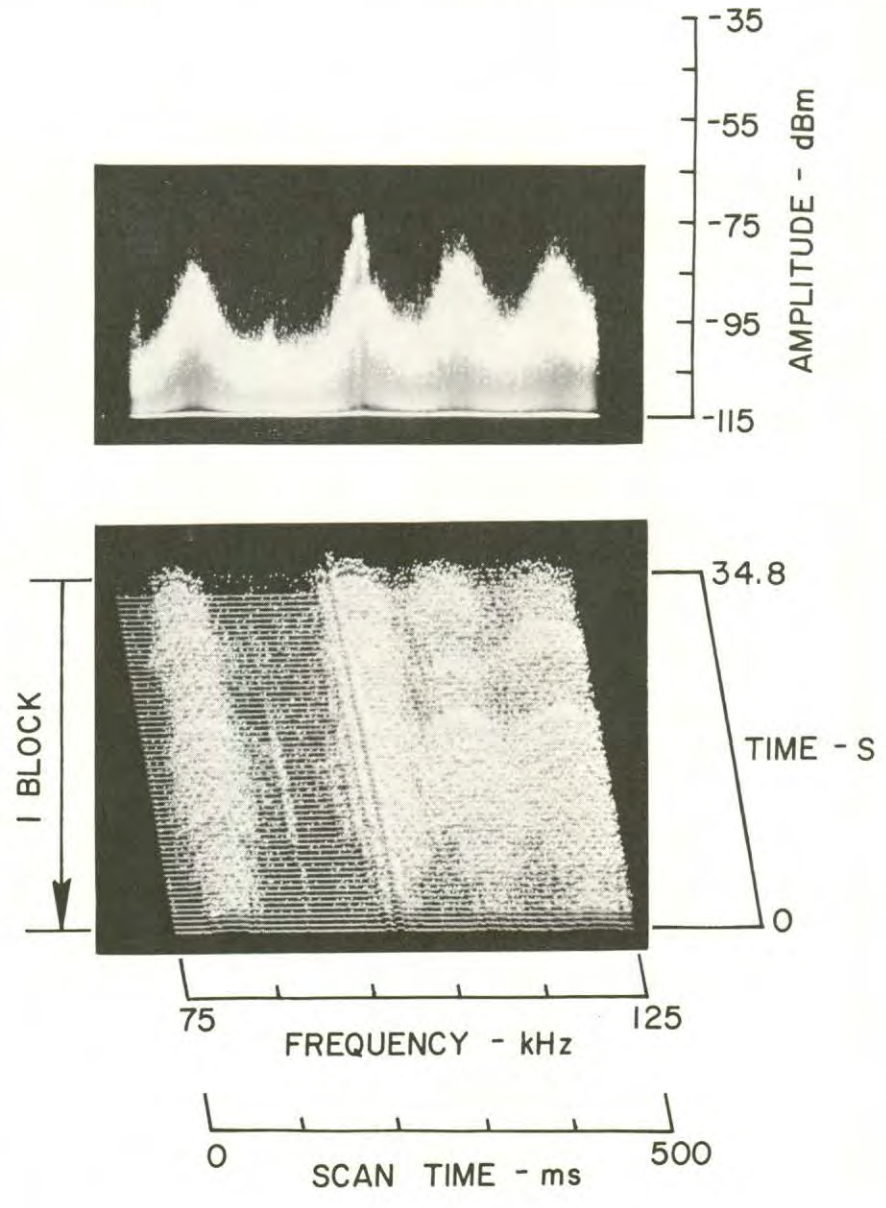 -35
-55
-75
-95
-115
AMPLITUDE - dBm
1 BLOCK
34.8
TIME - S
0
75
125
FREQUENCY - kHz
0
500
SCAN TIME - ms